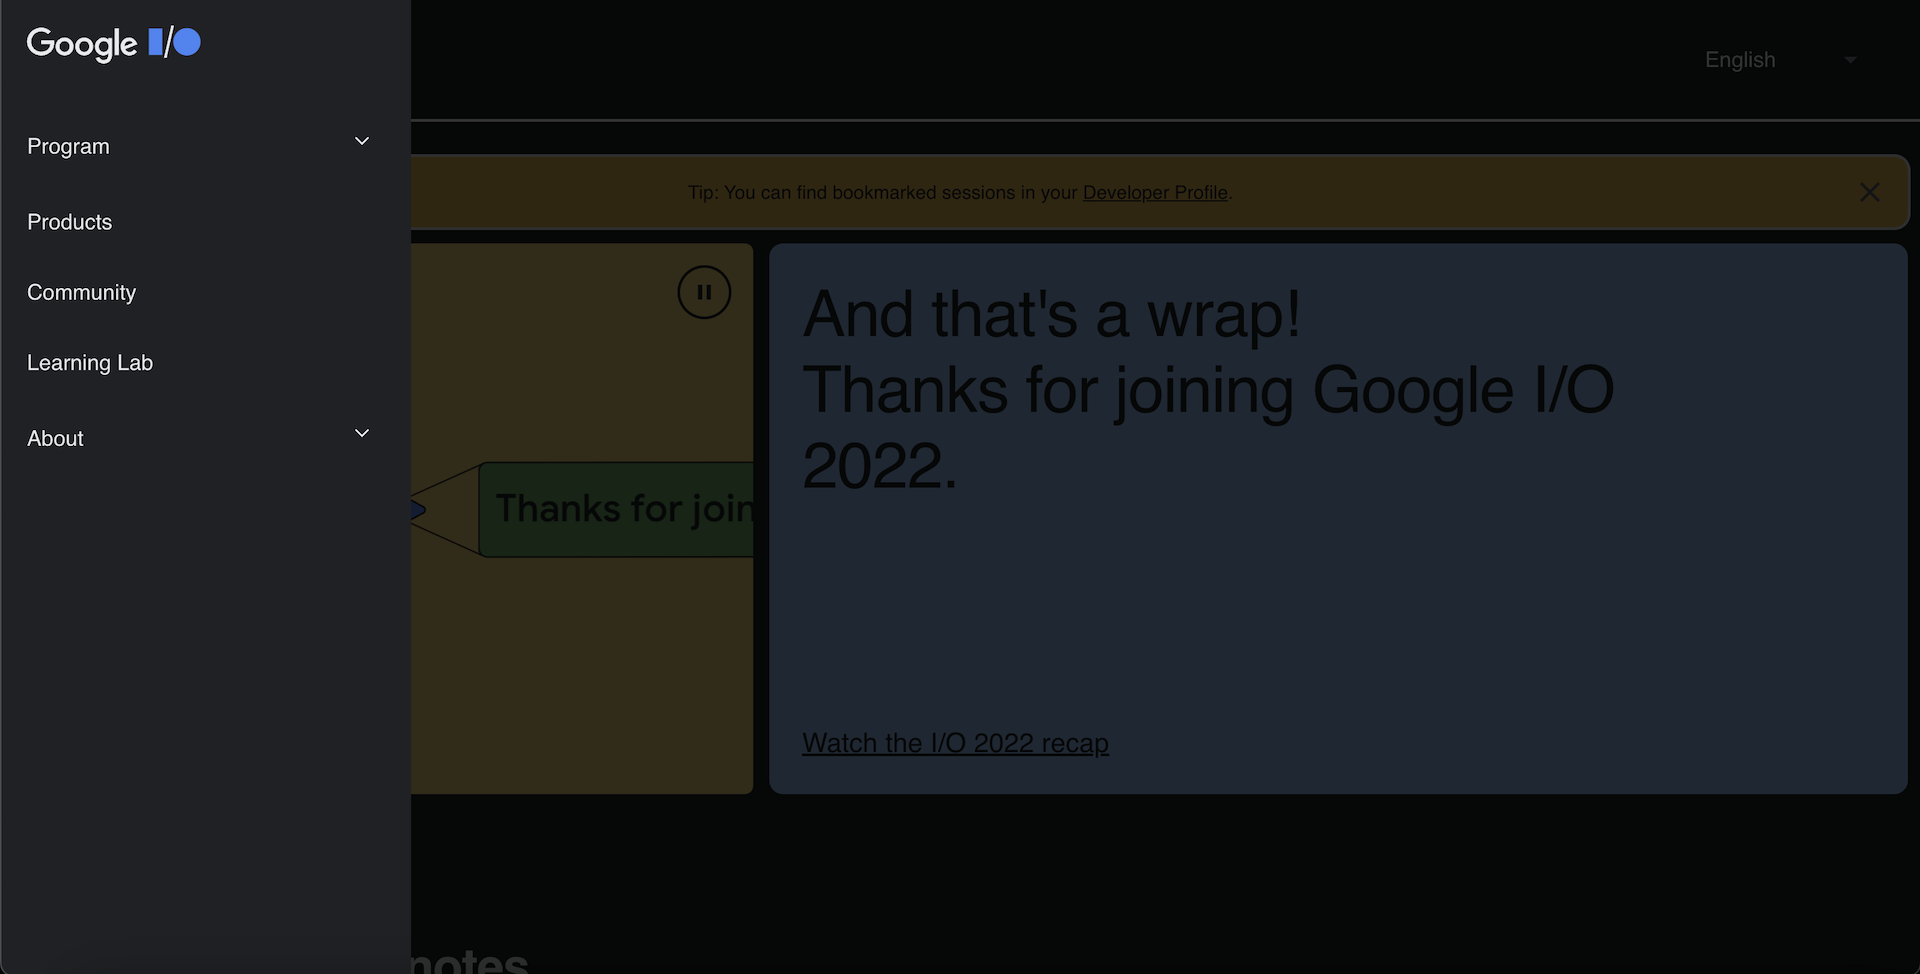 Google I/O
Program
Products
Community
Learning Lab
About
English
Tip: You can find bookmarked sessions in your Developer Profile.
Thanks for join
And that's a wrap!
Thanks for joining Google I/O
2022.
Watch the I/O 2022 recap
notes